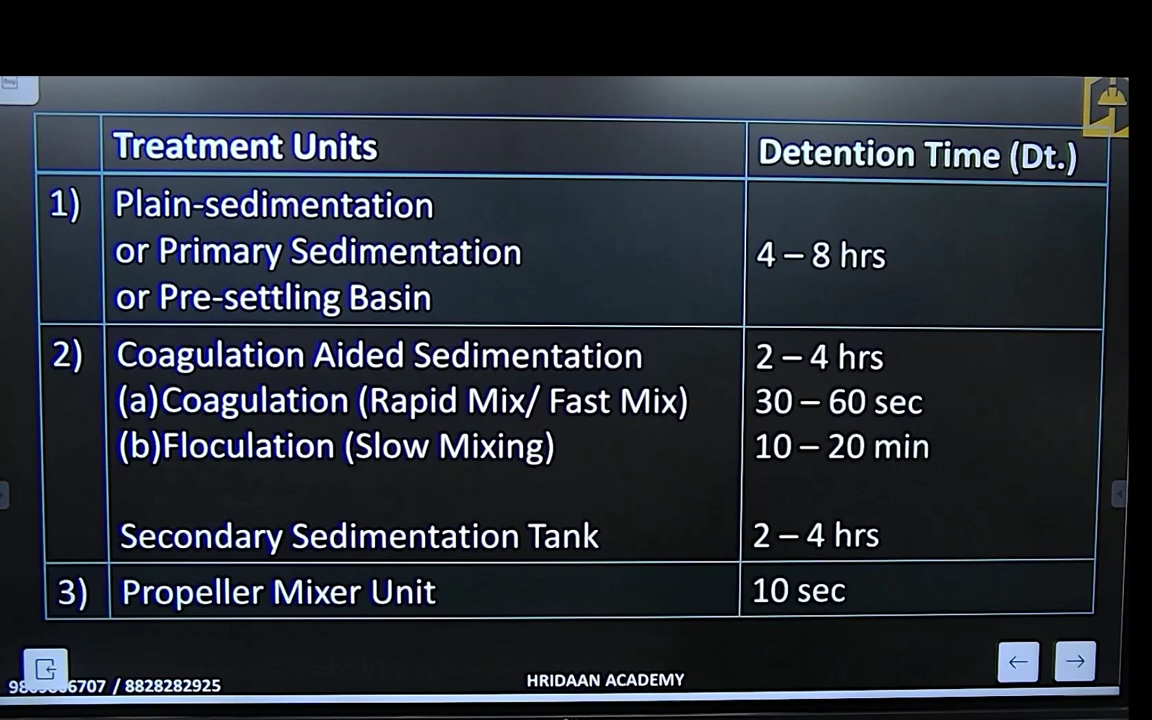 Treatment Units
Detention Time (Dt.)
1)
Plain-sedimentation
or Primary Sedimentation
or Pre-settling Basin
4 – 8 hrs
2)
Coagulation Aided Sedimentation
2 – 4 hrs
(a)Coagulation (Rapid Mix/ Fast Mix)
30 – 60 sec
(b)Floculation (Slow Mixing)
10 – 20 min
Secondary Sedimentation Tank
2 – 4 hrs
3)
Propeller Mixer Unit
10 sec
/ 8828282925
HRIDAAN ACADEMY